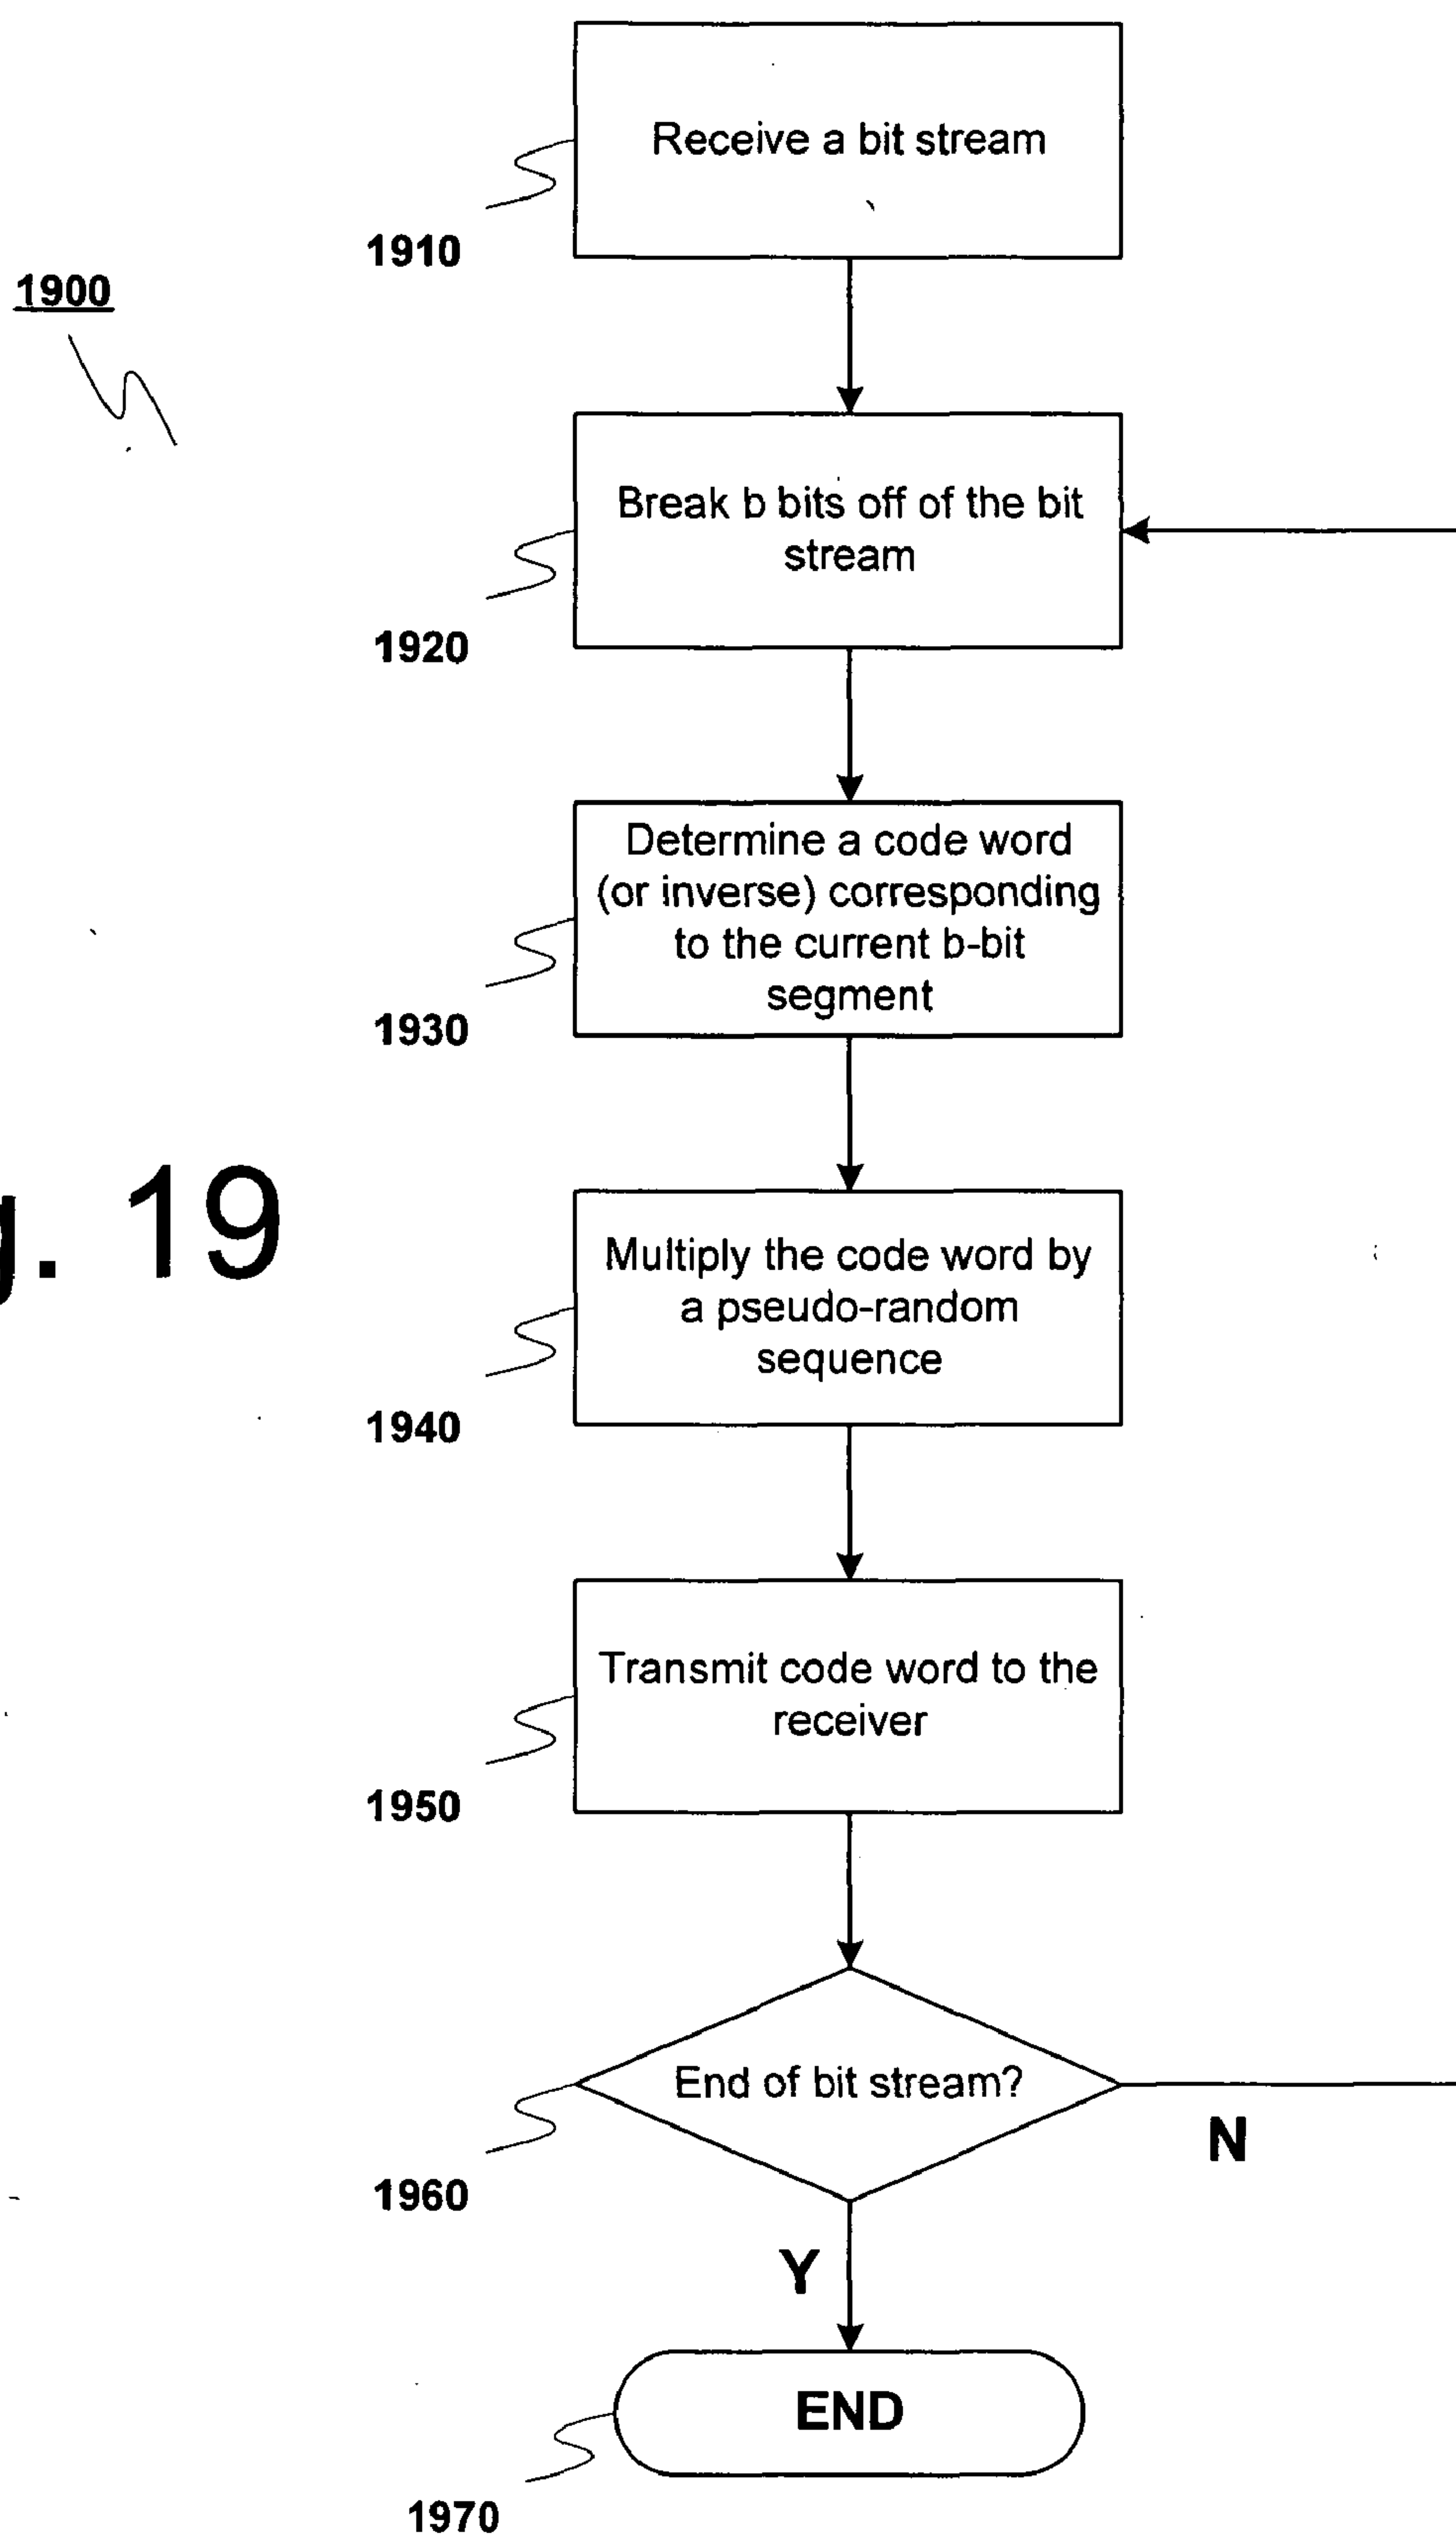 Receive a bit stream
1910
1900
Break b bits off of the bit
stream
1920
Determine a code word
(or inverse) corresponding
to the current b-bit
segment
1930
g. 19
Multiply the code word by
a pseudo-random
sequence
1940
Transmit code word to the
receiver
1950
End of bit stream?
N
1960
Y
END
1970